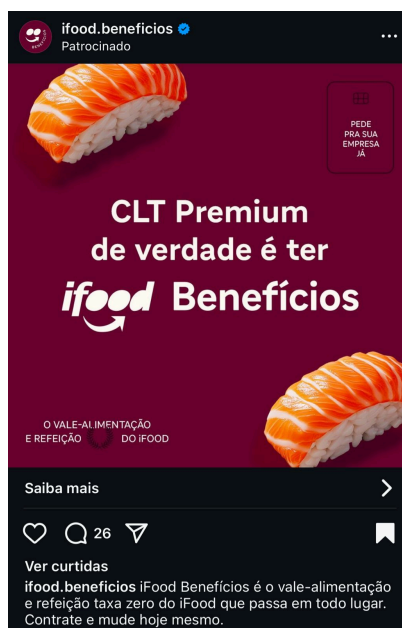 ifood.beneficios
Patrocinado
PEDE
PRA SUA
EMPRESA
JÁ
CLT Premium
de verdade é ter
ifood Benefícios
O VALE-ALIMENTAÇÃO
E REFEIÇÃO DO iFOOD
Saiba mais
26
Ver curtidas
ifood.beneficios iFood Benefícios é o vale-alimentação
e refeição taxa zero do iFood que passa em todo lugar.
Contrate e mude hoje mesmo.